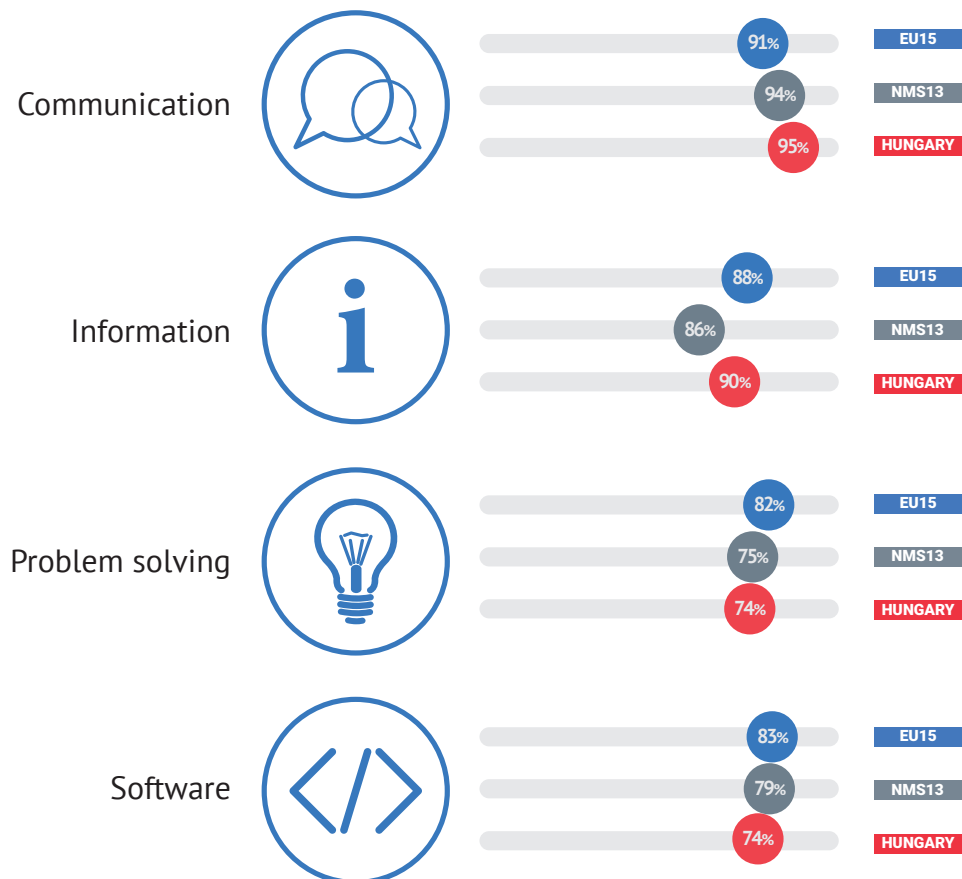 Communication
91% EU15
94% NMS13
95% HUNGARY
Information
88% EU15
86% NMS13
90% HUNGARY
Problem solving
82% EU15
75% NMS13
74% HUNGARY
Software
83% EU15
79% NMS13
74% HUNGARY